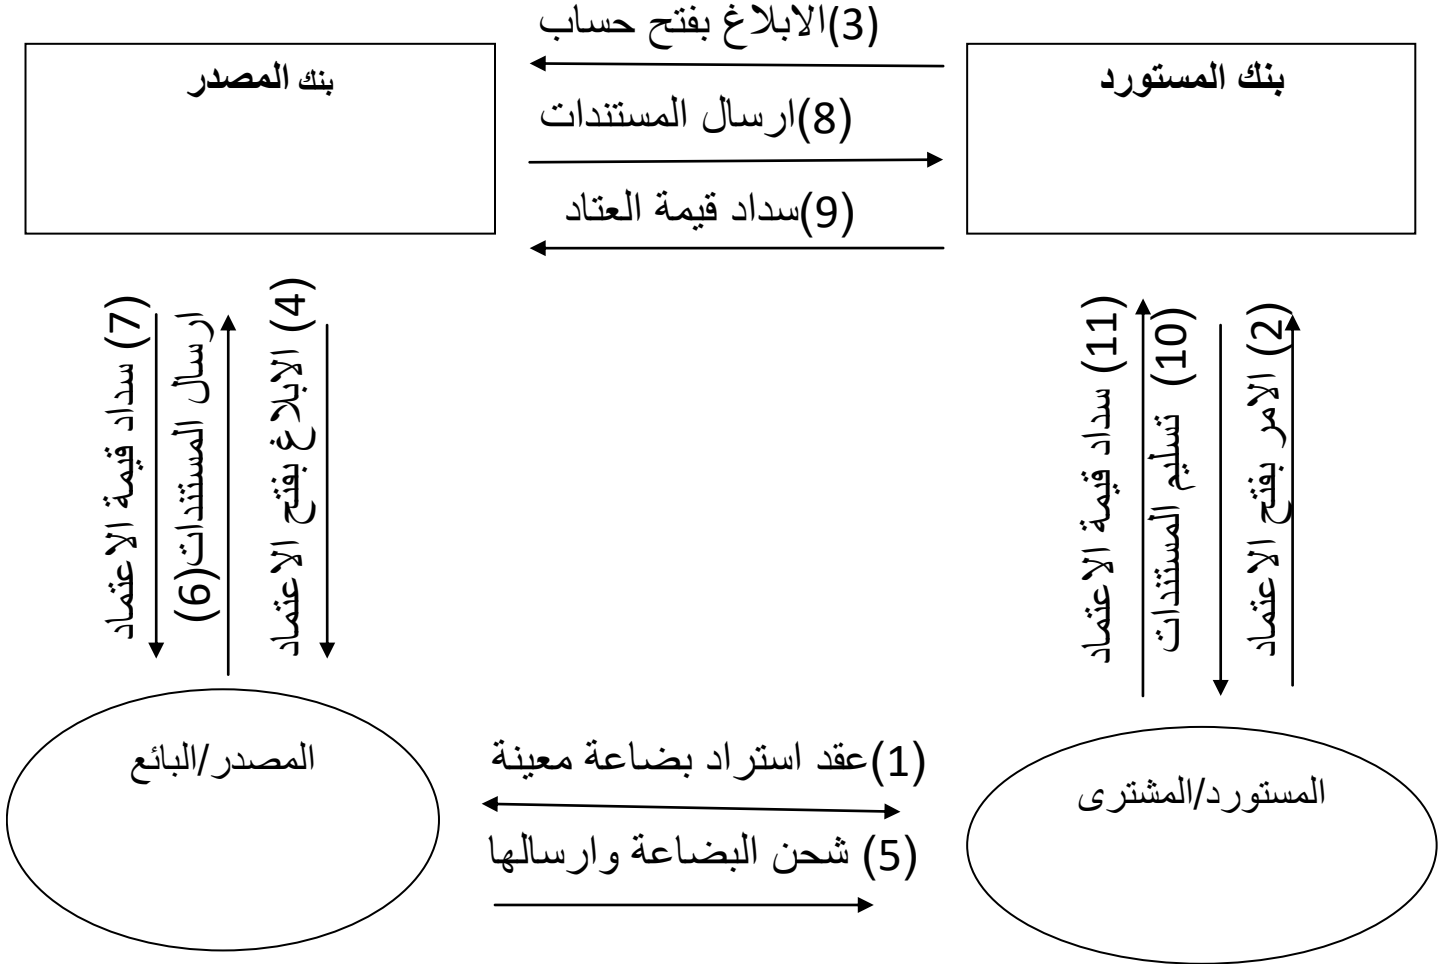 (3)الابلاغ بفتح حساب
بنك المستورد
بنك المصدر
(8)ارسال المستندات
(9)سداد قيمة العتاد
(2) الامر بفتح الاعتماد
(10) تسليم المستندات
(11) سداد قيمة الاعتماد
(4) الابلاغ بفتح الاعتماد
ارسال المستندات(6)
(7) سداد قيمة الاعتماد
(1)عقد استراد بضاعة معينة
المصدر/البائع
المستورد/المشترى
(5) شحن البضاعة وارسالها